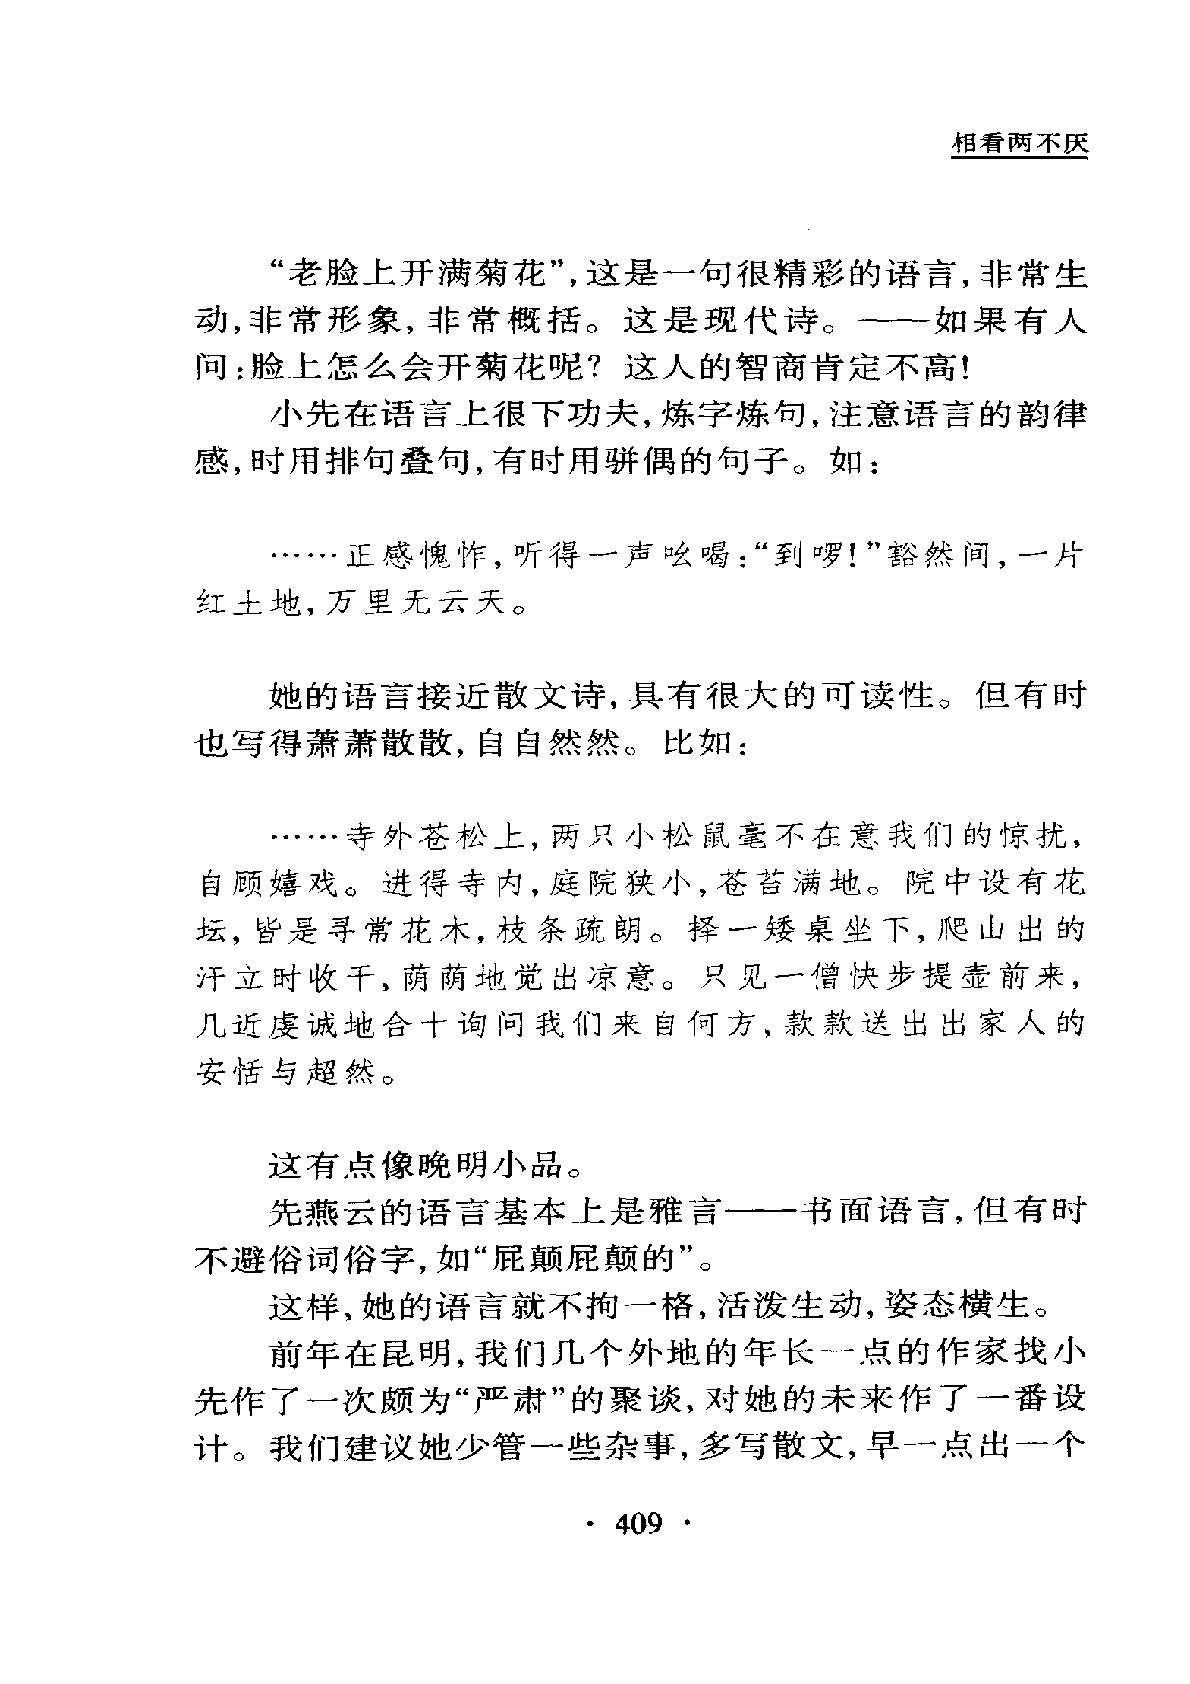 相看两不厌
“老脸上开满菊花”，这是一句很精彩的语言，非常生
动，非常形象，非常概括。这是现代诗。——如果有人
问：脸上怎么会开菊花呢？这人的智商肯定不高！
小先在语言上很下功夫，炼字炼句，注意语言的韵律
感，时用排句叠句，有时用骈偶的句子。如：
……正感愧怍，听得一声吆喝：“到啰！”豁然间，一片
红土地，万里无云天。
她的语言接近散文诗，具有很大的可读性。但有时
也写得萧萧散散，自自然然。比如：
……寺外苍松上，两只小松鼠毫不在意我们的惊扰，
自顾嬉戏。进得寺内，庭院狭小，苍苔满地。院中设有花
坛，皆是寻常花木，枝条疏朗。择一矮桌坐下，爬山出的
汗立时收干，荫荫地觉出凉意。只见一僧快步提壶前来，
几近虔诚地合十询问我们来自何方，款款送出出家人的
安恬与超然。
这有点像晚明小品。
先燕云的语言基本上是雅言——书面语言，但有时
不避俗词俗字，如“屁颠屁颠的”。
这样，她的语言就不拘一格，活泼生动，姿态横生。
前年在昆明，我们几个外地的年长一点的作家找小
先作了一次颇为“严肃”的聚谈，对她的未来作了一番设
计。我们建议她少管一些杂事，多写散文，早一点出一个
· 409 ·